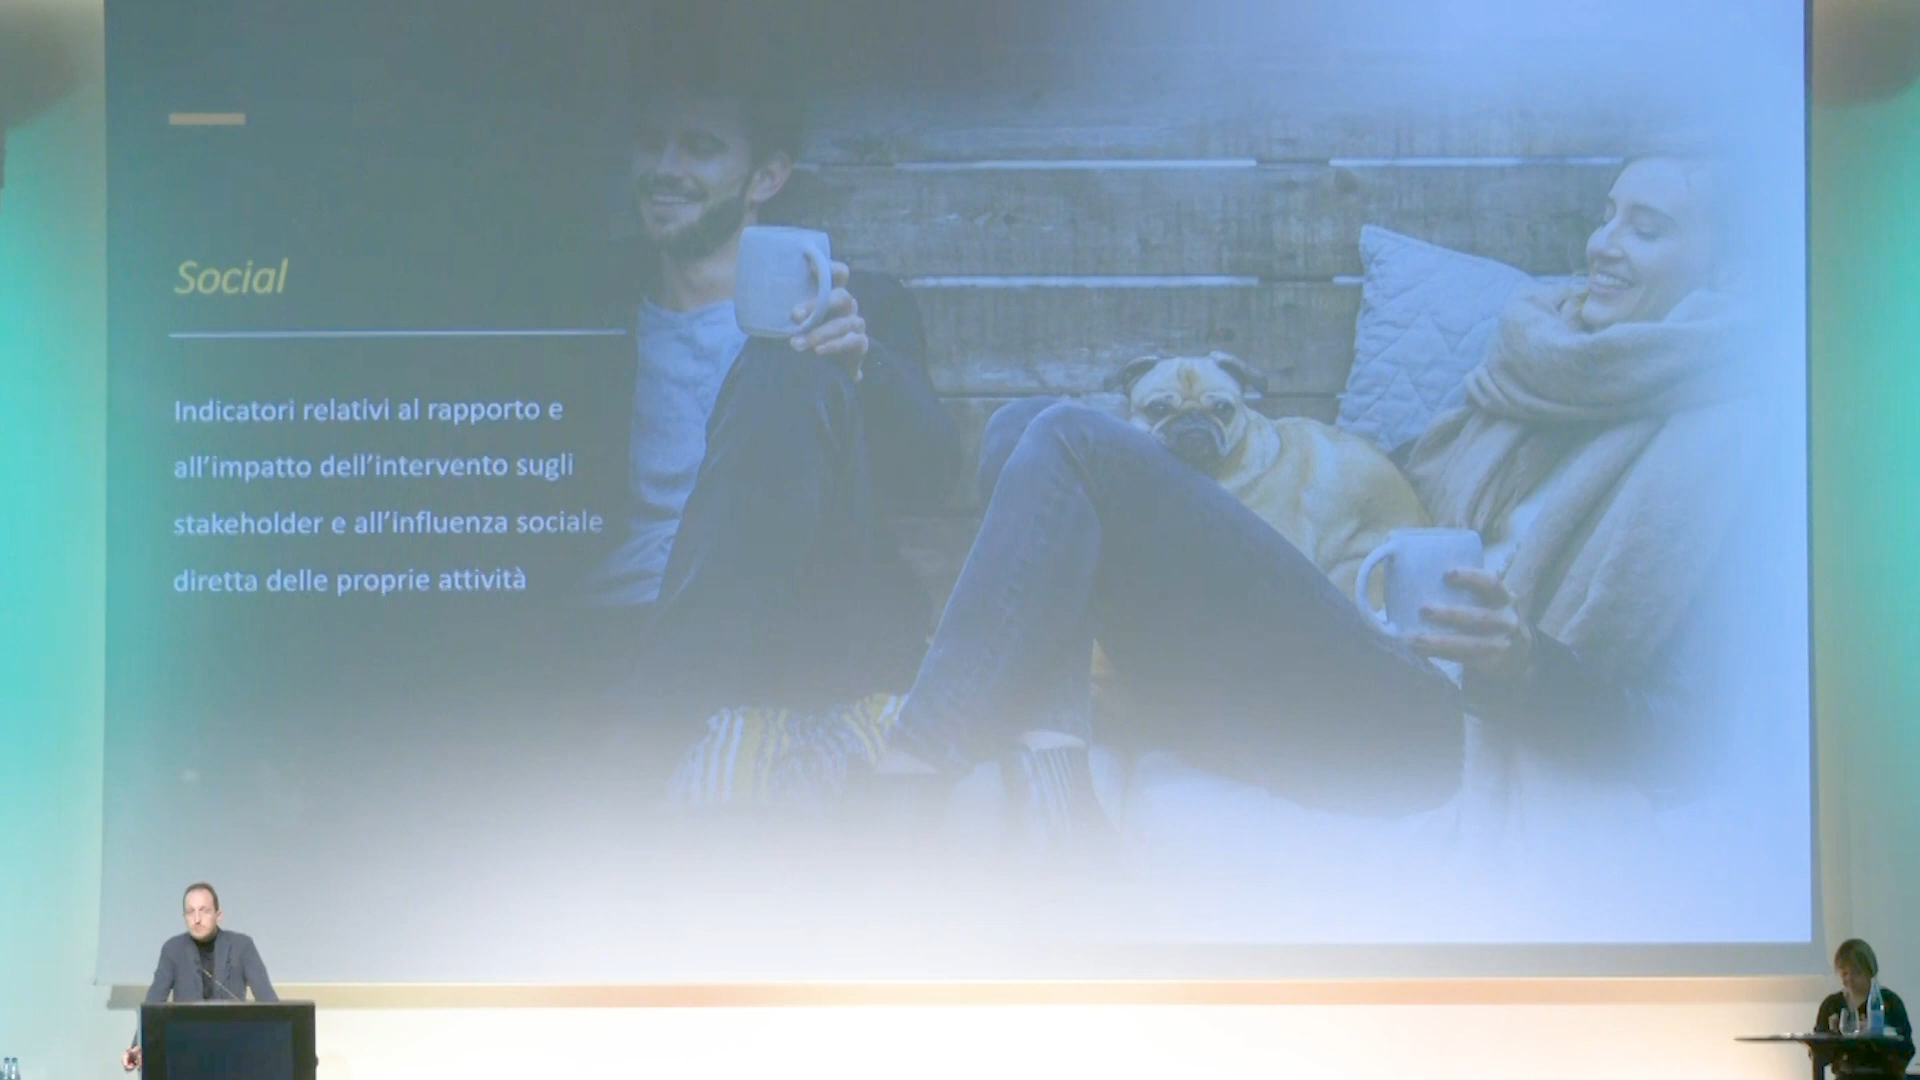 Social
Indicatori relativi al rapporto e
all'impatto dell'intervento sugli
stakeholder e all'influenza sociale
diretta delle proprie attività